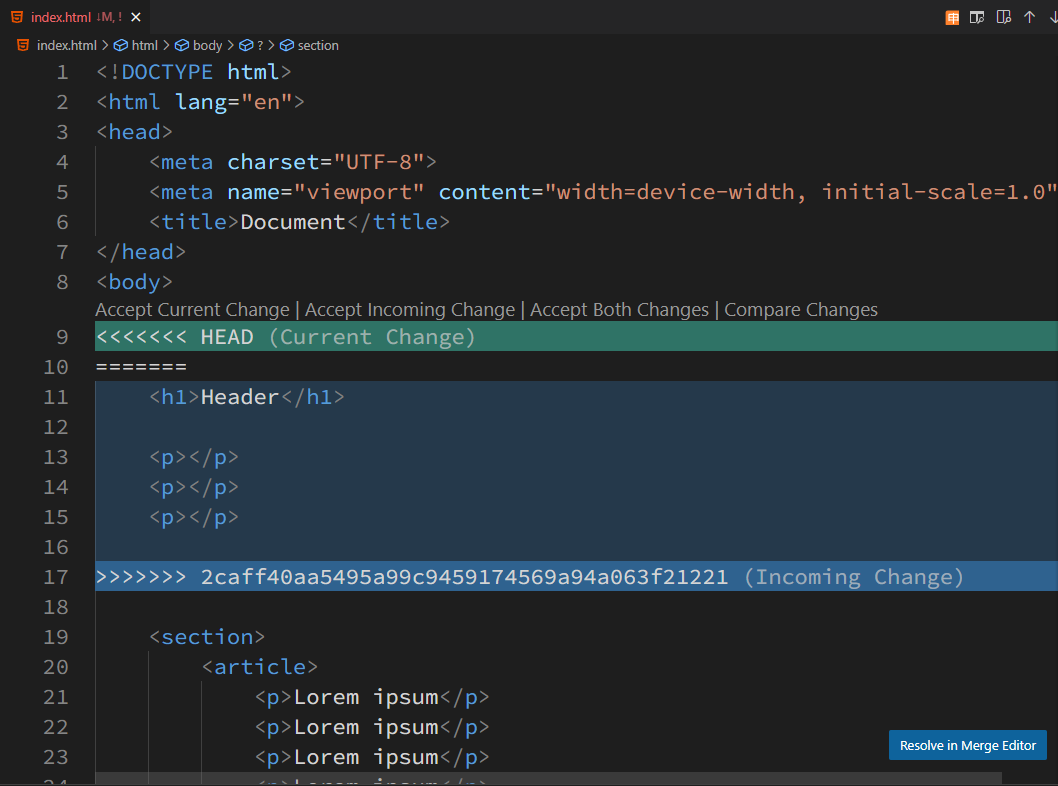 index.html ↓M, ! ×
index.html > html > body > ? > section
1 <!DOCTYPE html>
2 <html lang="en">
3 <head>
4 <meta charset="UTF-8">
5 <meta name="viewport" content="width=device-width, initial-scale=1.0"
6 <title>Document</title>
7 </head>
8 <body>
Accept Current Change | Accept Incoming Change | Accept Both Changes | Compare Changes
9 <<<<<<< HEAD (Current Change)
10 =======
11 <h1>Header</h1>
12
13 <p></p>
14 <p></p>
15 <p></p>
16
17 >>>>>>> 2caff40aa5495a99c9459174569a94a063f21221 (Incoming Change)
18
19 <section>
20 <article>
21 <p>Lorem ipsum</p>
22 <p>Lorem ipsum</p>
23 <p>Lorem ipsum</p>
Resolve in Merge Editor